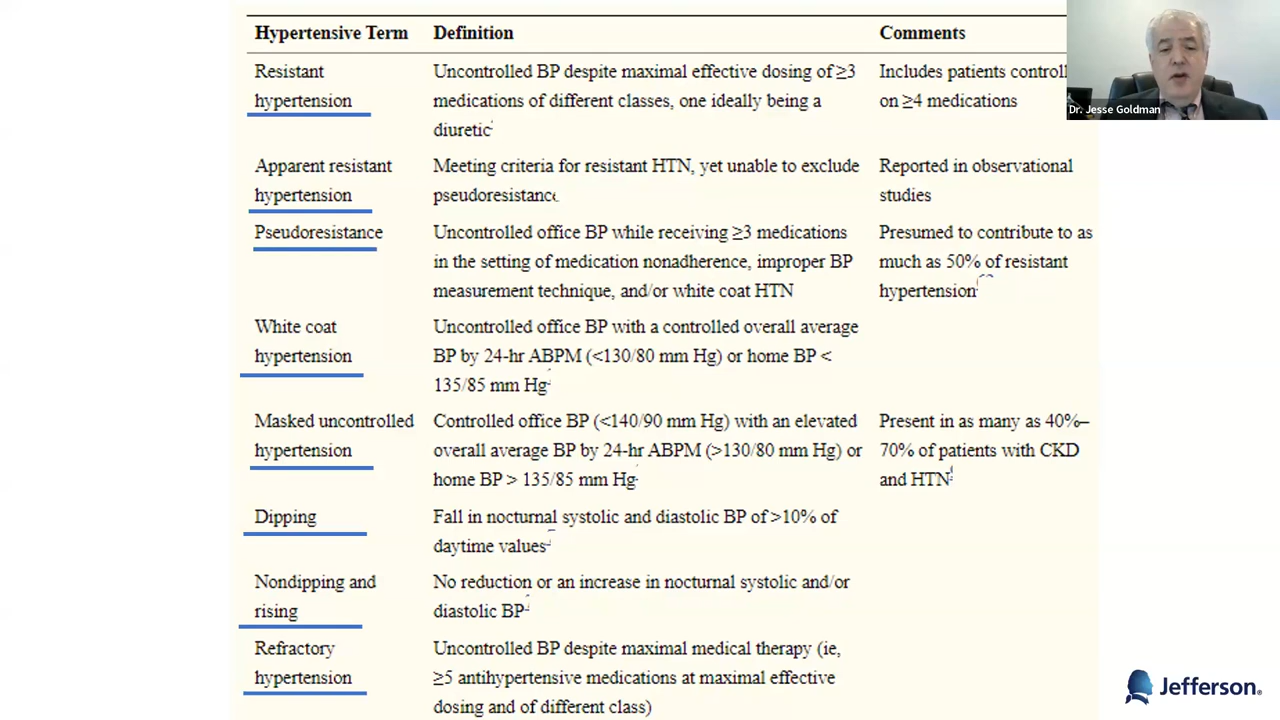 Hypertensive Term Definition Comments
Resistant Uncontrolled BP despite maximal effective dosing of ≥3 Includes patients controll
hypertension medications of different classes, one ideally being a on ≥4 medications
diuretic
Apparent resistant Meeting criteria for resistant HTN, yet unable to exclude Reported in observational
hypertension pseudoresistance studies
Pseudoresistance Uncontrolled office BP while receiving ≥3 medications Presumed to contribute to as
in the setting of medication nonadherence, improper BP much as 50% of resistant
measurement technique, and/or white coat HTN hypertension
White coat Uncontrolled office BP with a controlled overall average
hypertension BP by 24-hr ABPM (<130/80 mm Hg) or home BP <
135/85 mm Hg
Masked uncontrolled Controlled office BP (<140/90 mm Hg) with an elevated Present in as many as 40%–
hypertension overall average BP by 24-hr ABPM (>130/80 mm Hg) or 70% of patients with CKD
home BP > 135/85 mm Hg and HTN
Dipping Fall in nocturnal systolic and diastolic BP of >10% of
daytime values
Nondipping and No reduction or an increase in nocturnal systolic and/or
rising diastolic BP
Refractory Uncontrolled BP despite maximal medical therapy (ie,
hypertension ≥5 antihypertensive medications at maximal effective
dosing and of different class)
Dr. Jesse Goldman
Jefferson®